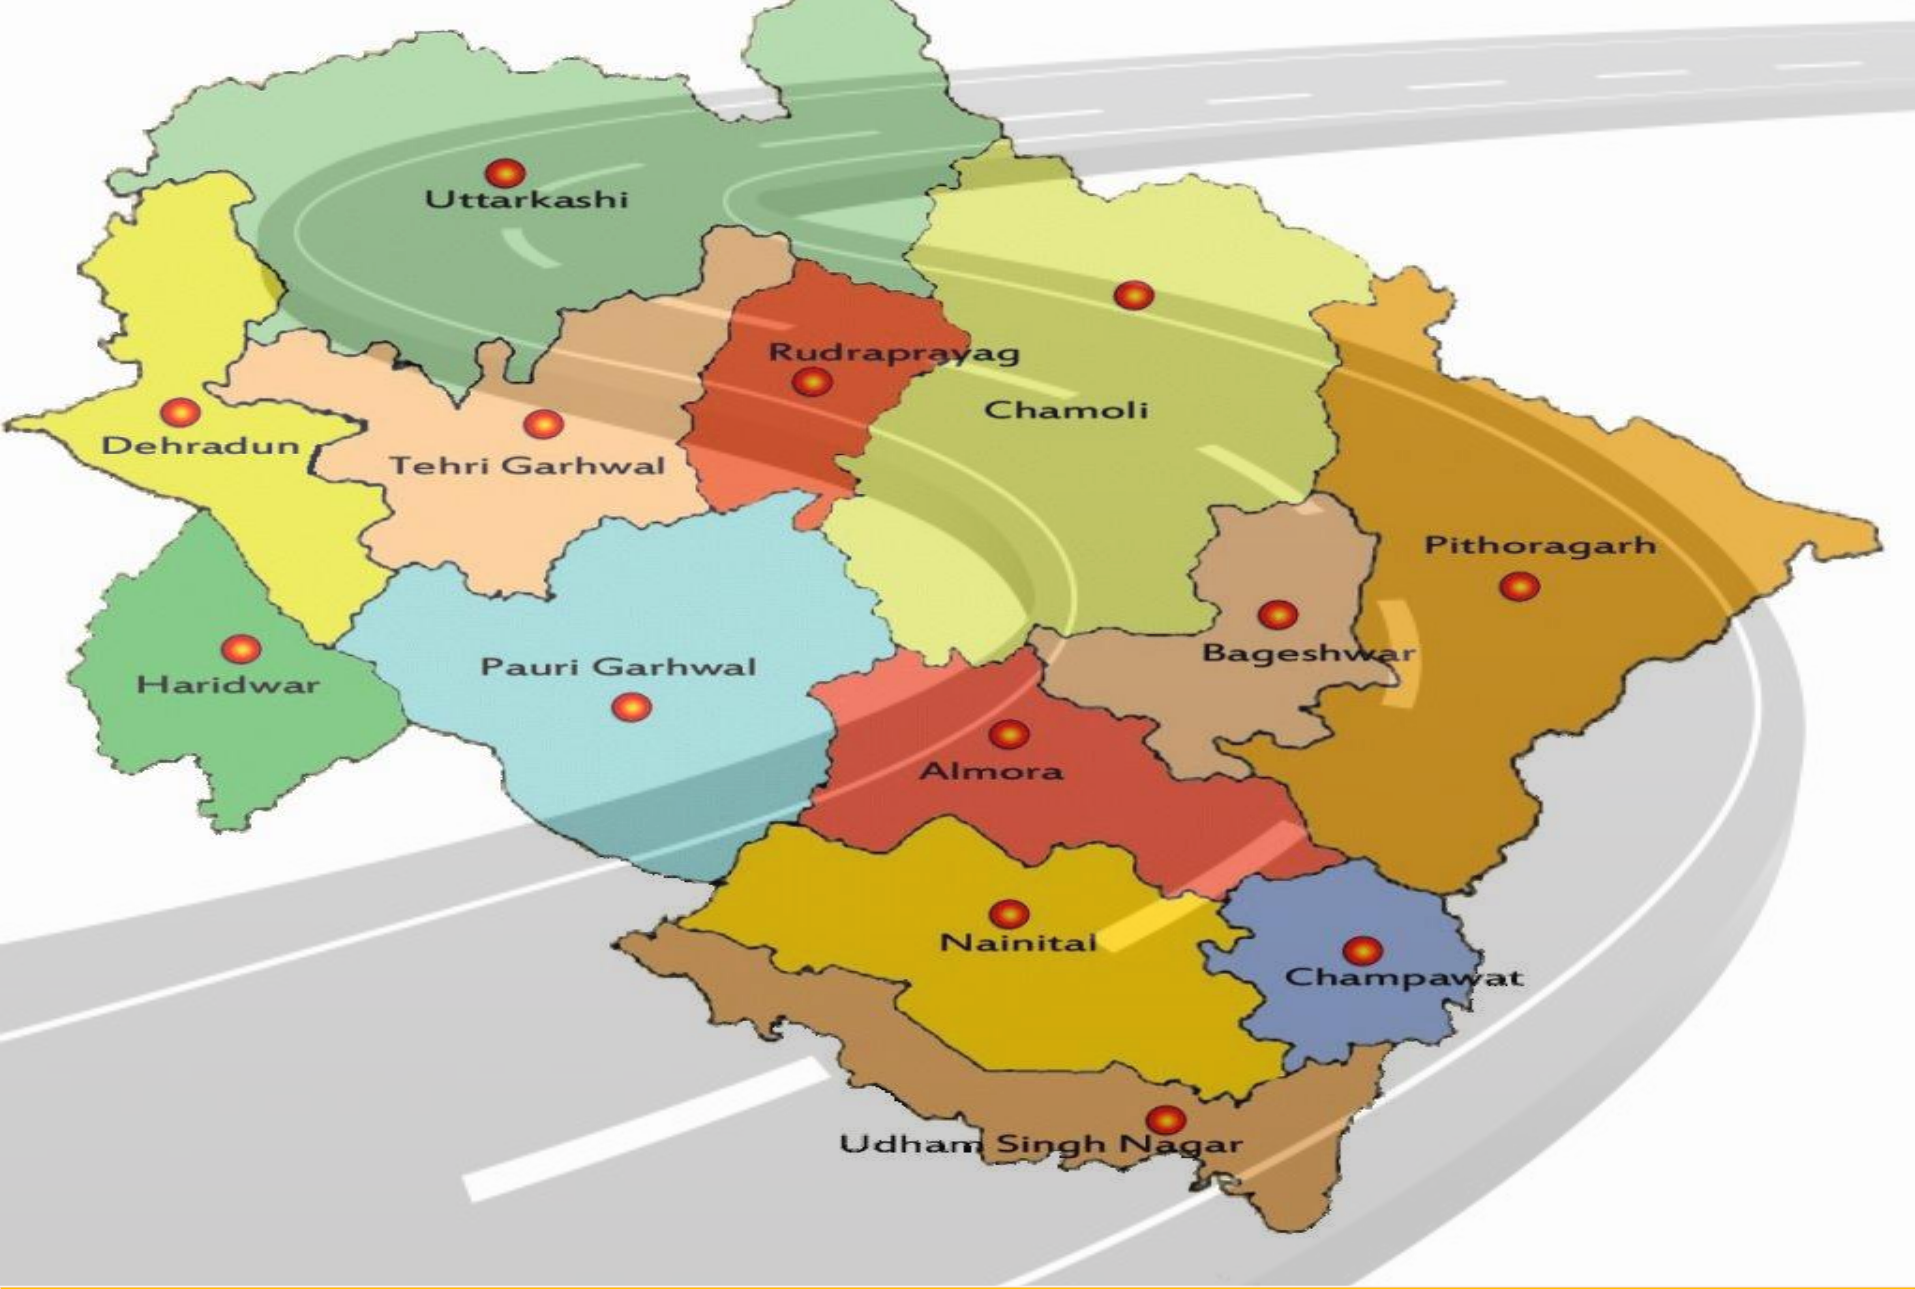 Uttarkashi
Rudraprayag
Chamoli
Dehradun
Tehri Garhwal
Pithoragarh
Bageshwar
Pauri Garhwal
Haridwar
Almora
Nainital
Champawat
Udham Singh Nagar